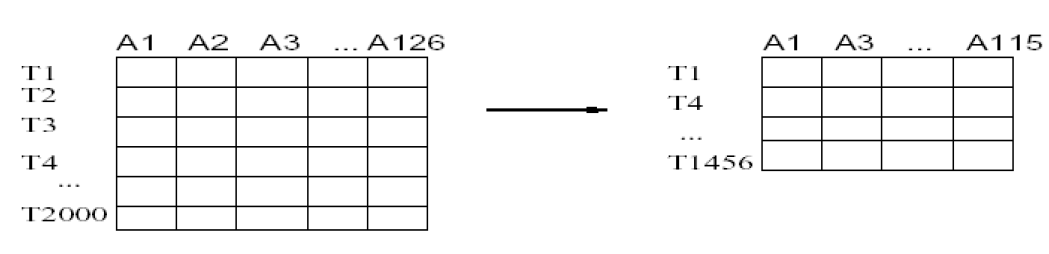 A1 A2 A3 ... A126
T1
T2
T3
T4
...
T2000
A1 A3 ... A115
T1
T4
...
T1456